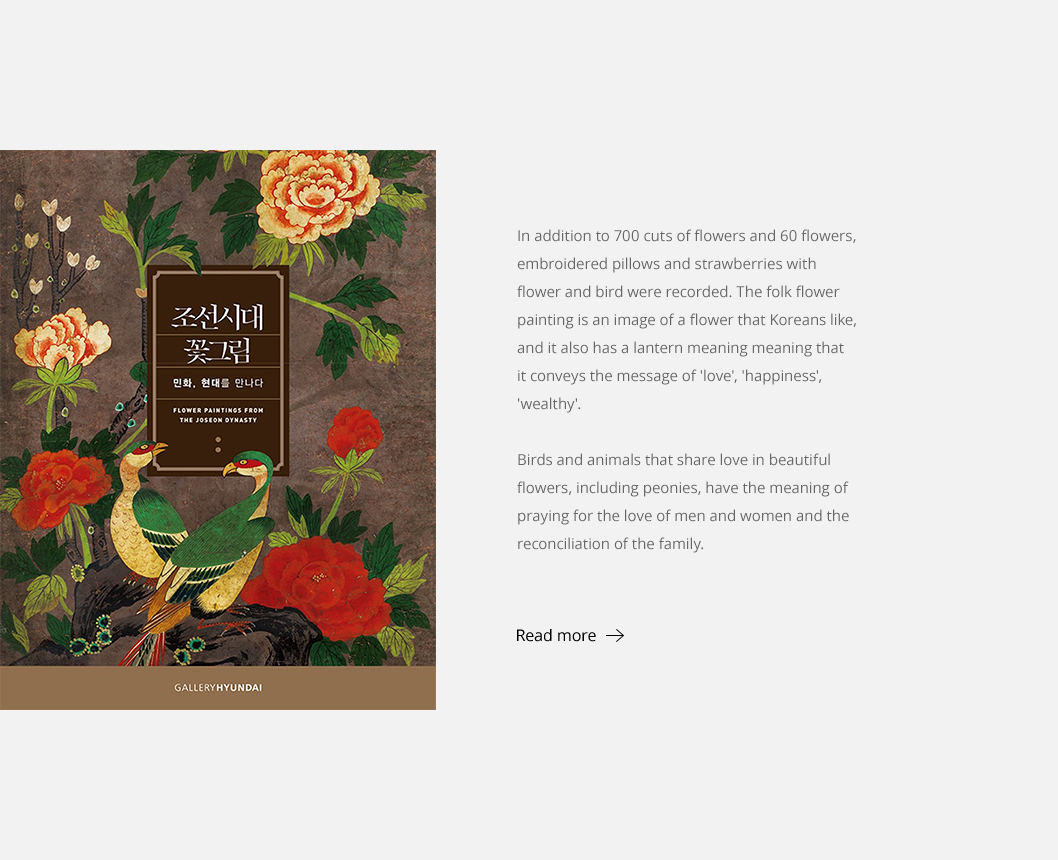 조선시대
꽃그림
민화, 현대를 만나다
FLOWER PAINTINGS FROM
THE JOSEON DYNASTY
GALLERYHYUNDAI
In addition to 700 cuts of flowers and 60 flowers,
embroidered pillows and strawberries with
flower and bird were recorded. The folk flower
painting is an image of a flower that Koreans like,
and it also has a lantern meaning meaning that
it conveys the message of 'love', 'happiness',
'wealthy'.
Birds and animals that share love in beautiful
flowers, including peonies, have the meaning of
praying for the love of men and women and the
reconciliation of the family.
Read more